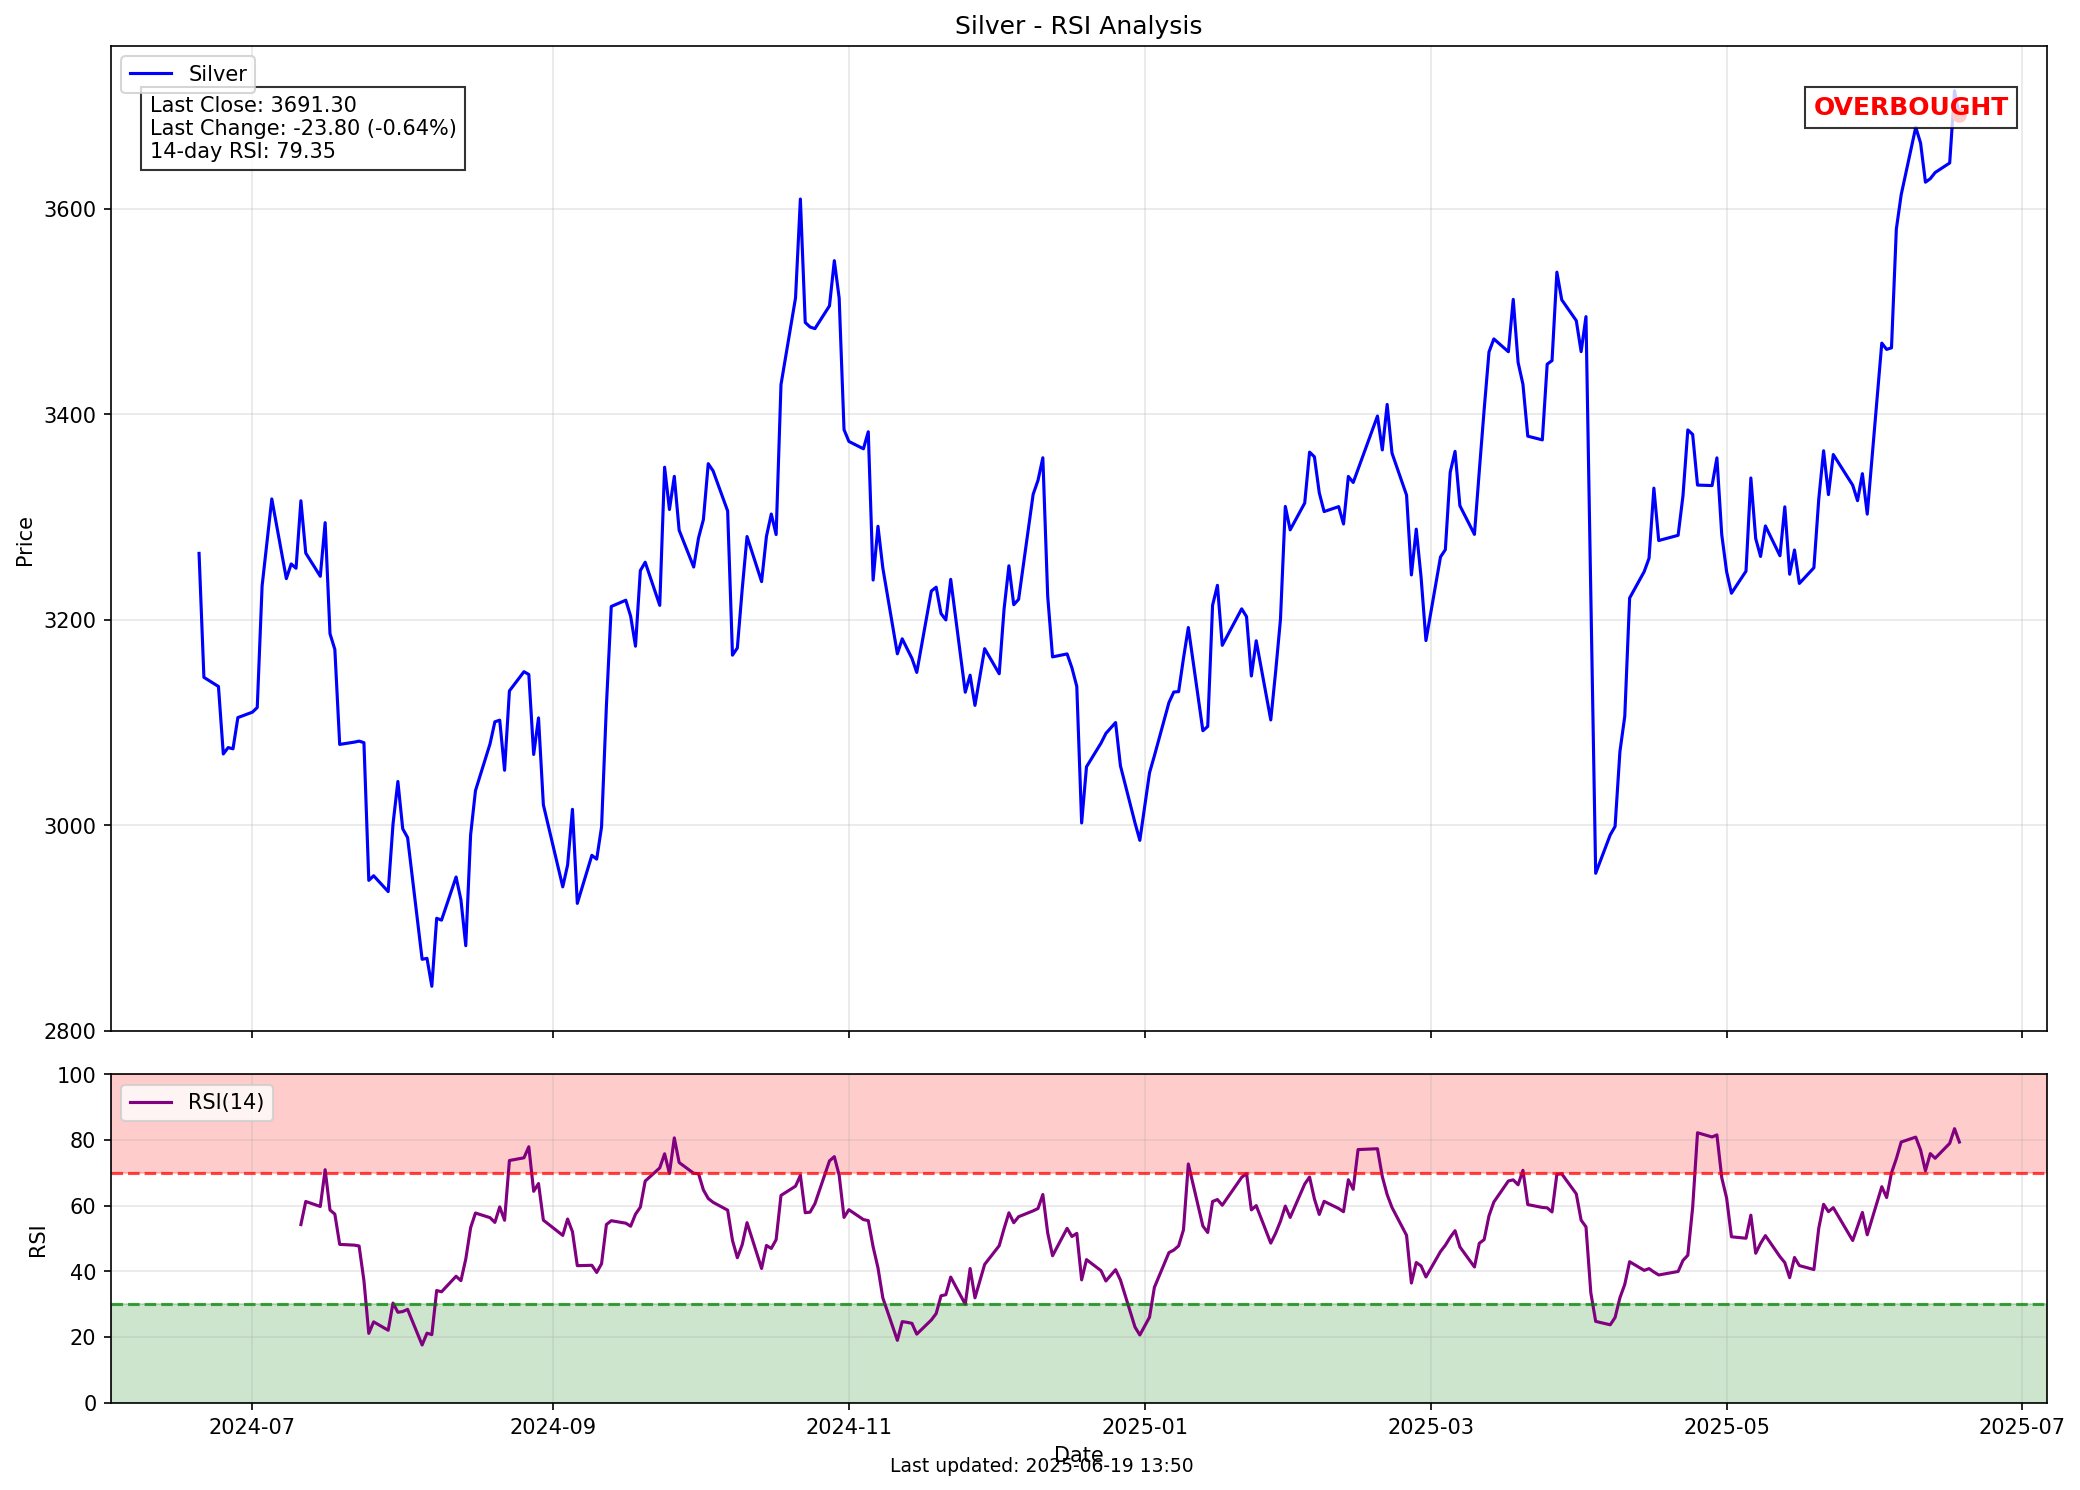 Silver - RSI Analysis
Silver
Last Close: 3691.30
Last Change: -23.80 (-0.64%)
14-day RSI: 79.35
OVERBOUGHT
Price
3600
3400
3200
3000
2800
RSI(14)
RSI
100
80
60
40
20
0
2024-07
2024-09
2024-11
2025-01
2025-03
2025-05
2025-07
Date
Last updated: 2025-06-19 13:50